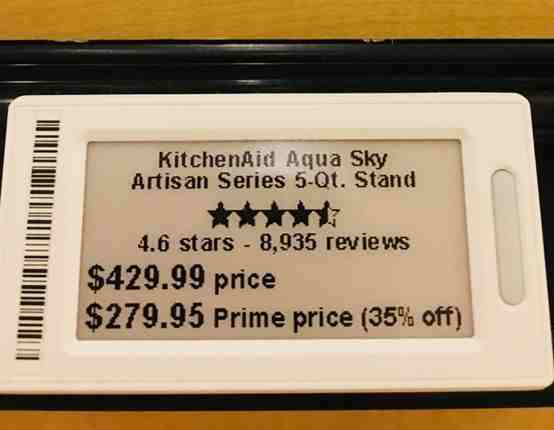 KitchenAid Aqua Sky
Artisan Series 5-Qt. Stand
4.6 stars - 8,935 reviews
$429.99 price
$279.95 Prime price (35% off)